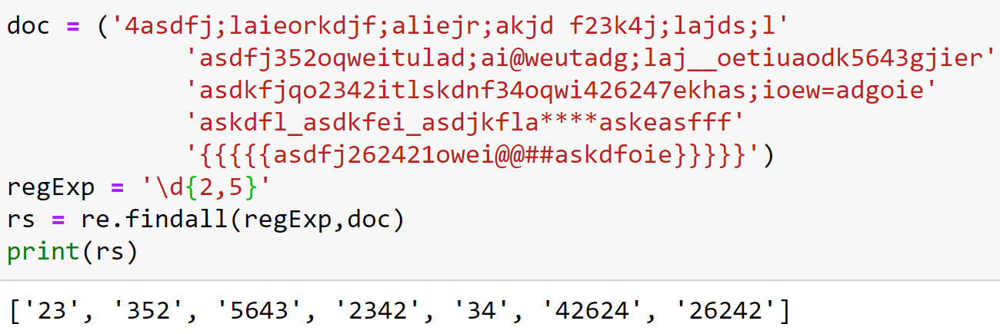 doc = ('4asdfj;laieorkdjf;aliejr;akjd f23k4j;lajds;l'
'asdfj352oqweitulad;ai@weutadg;laj__oetiuaodk5643gjier'
'asdkfjqo2342itlskdnf34oqwi426247ekhas;ioew=adgoie'
'askdfl_asdkfei_asdjkfla****askeasfff'
'{{{{{asdfj262421owei@@##askdfoie}}}}}')
regExp = '\d{2,5}'
rs = re.findall(regExp,doc)
print(rs)
['23', '352', '5643', '2342', '34', '42624', '26242']